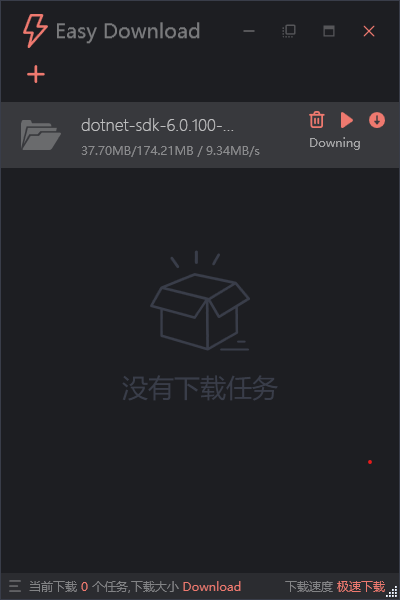 Easy Download
dotnet-sdk-6.0.100-...
37.70MB/174.21MB / 9.34MB/s
Downing
没有下载任务
当前下载 0 个任务,下载大小 Download
下载速度 极速下载